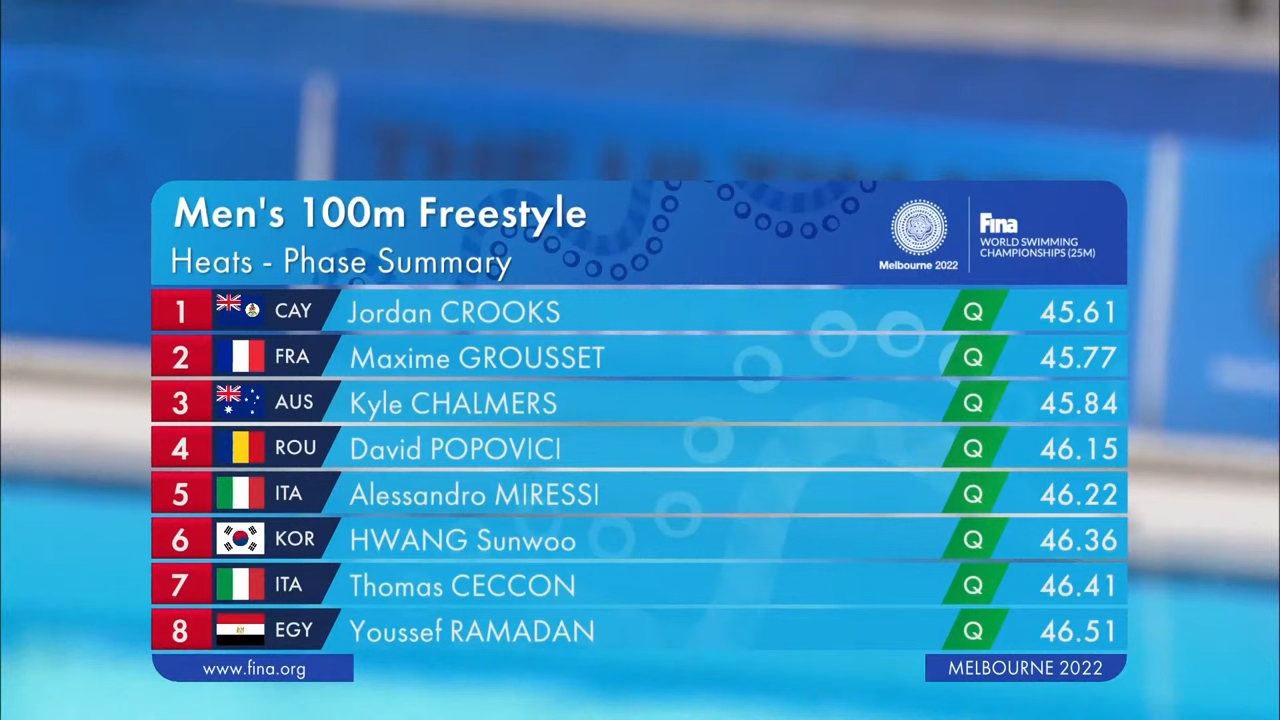 Men's 100m Freestyle
Heats - Phase Summary
Melbourne 2022
Fina
WORLD SWIMMING
CHAMPIONSHIPS (25M)
1 CAY Jordan CROOKS Q 45.61
2 FRA Maxime GROUSSET Q 45.77
3 AUS Kyle CHALMERS Q 45.84
4 ROU David POPOVICI Q 46.15
5 ITA Alessandro MIRESSI Q 46.22
6 KOR HWANG Sunwoo Q 46.36
7 ITA Thomas CECCON Q 46.41
8 EGY Youssef RAMADAN Q 46.51
www.fina.org
MELBOURNE 2022